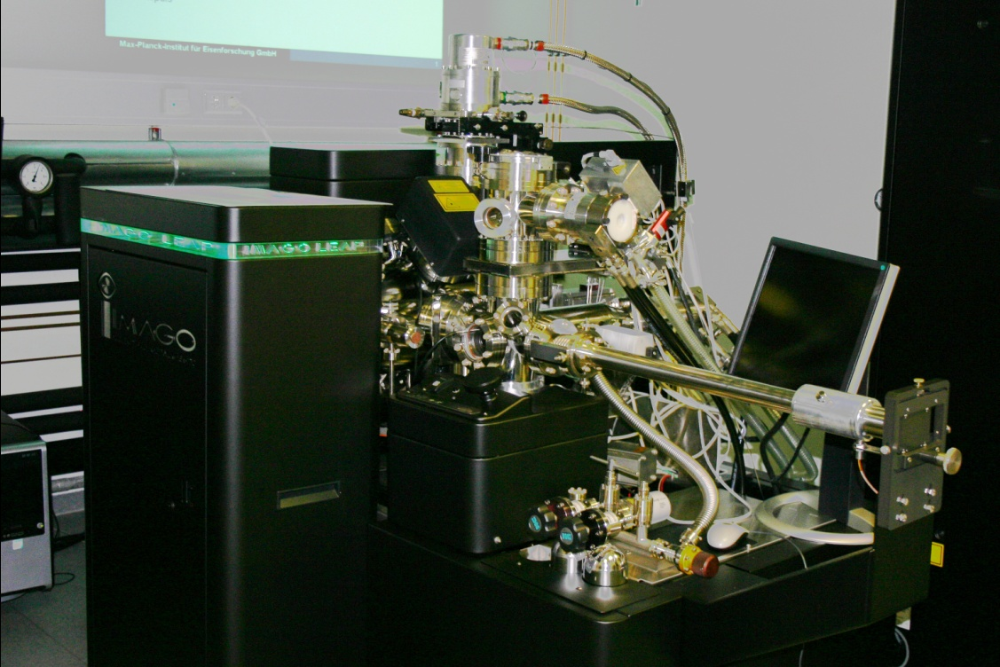 Max-Planck-Institut für Eisenforschung GmbH
IMAGO LEAP IMAGO LEAP
IMAGO